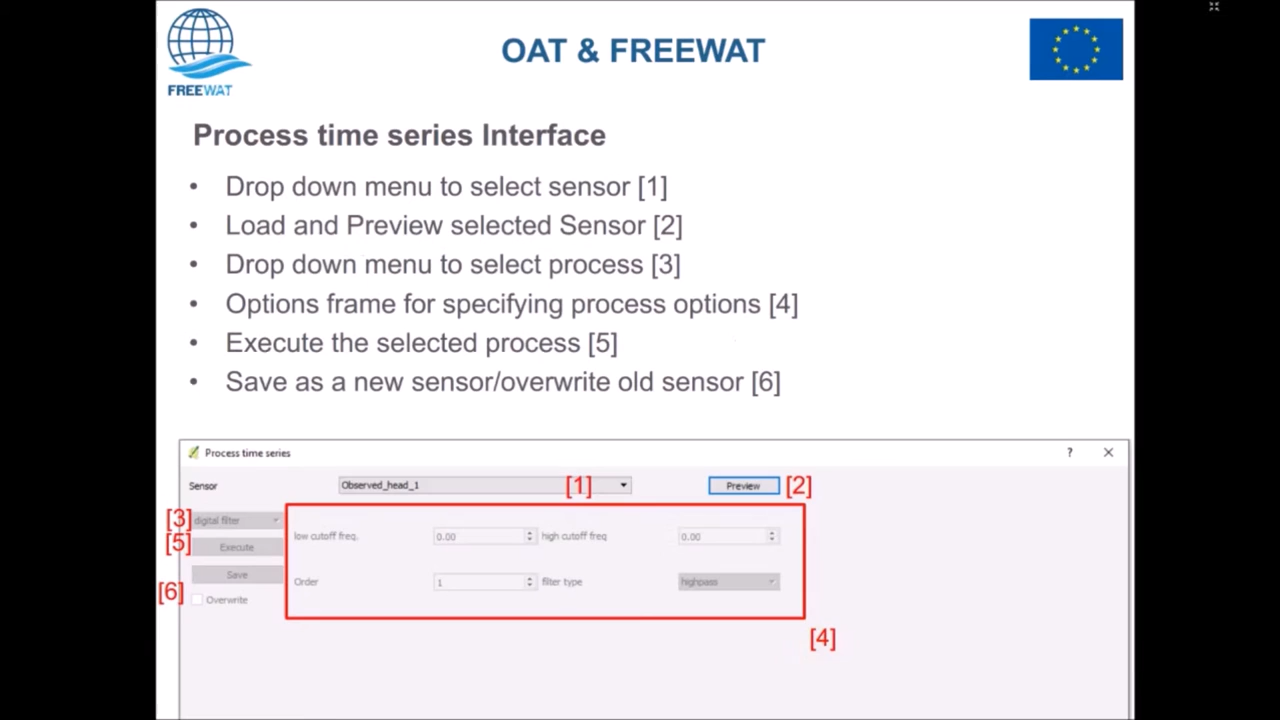 OAT & FREEWAT
FREEWAT
Process time series Interface
• Drop down menu to select sensor [1]
• Load and Preview selected Sensor [2]
• Drop down menu to select process [3]
• Options frame for specifying process options [4]
• Execute the selected process [5]
• Save as a new sensor/overwrite old sensor [6]
Process time series ?
Sensor Observed_head_1 [1] Preview [2]
[3] digital filter
low cutoff freq. 0.00 high cutoff freq 0.00
[5] Execute
Save
Order 1 filter type highpass
[6] Overwrite
[4]